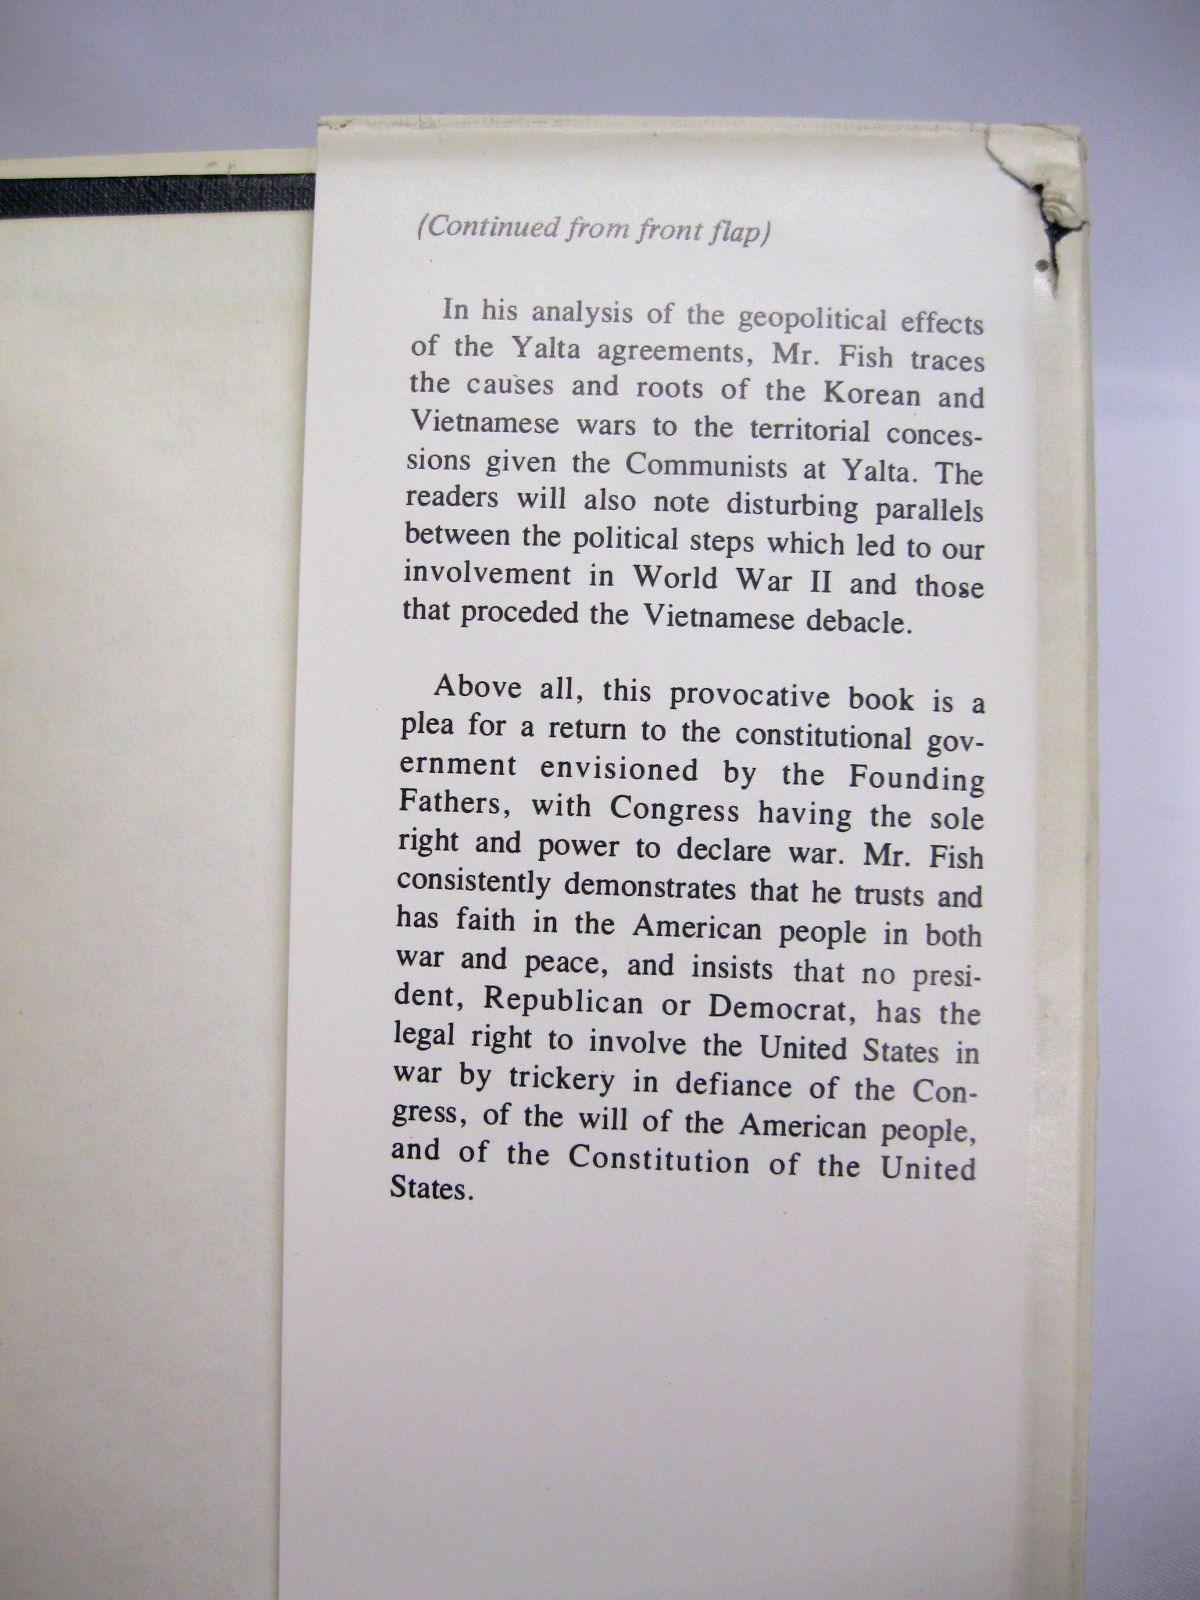 (Continued from front flap)
In his analysis of the geopolitical effects
of the Yalta agreements, Mr. Fish traces
the causes and roots of the Korean and
Vietnamese wars to the territorial conces-
sions given the Communists at Yalta. The
readers will also note disturbing parallels
between the political steps which led to our
involvement in World War II and those
that proceded the Vietnamese debacle.
Above all, this provocative book is a
plea for a return to the constitutional gov-
ernment envisioned by the Founding
Fathers, with Congress having the sole
right and power to declare war. Mr. Fish
consistently demonstrates that he trusts and
has faith in the American people in both
war and peace, and insists that no presi-
dent, Republican or Democrat, has the
legal right to involve the United States in
war by trickery in defiance of the Con-
gress, of the will of the American people,
and of the Constitution of the United
States.